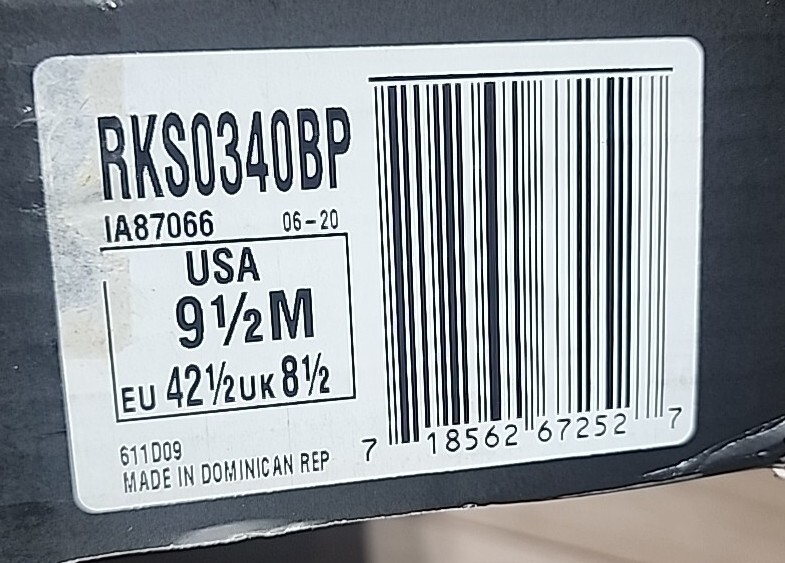 RKS0340BP
IA87066 06-20
USA
9½M
EU 42½ UK 8½
611D09
MADE IN DOMINICAN REP
7 18562 67252 7